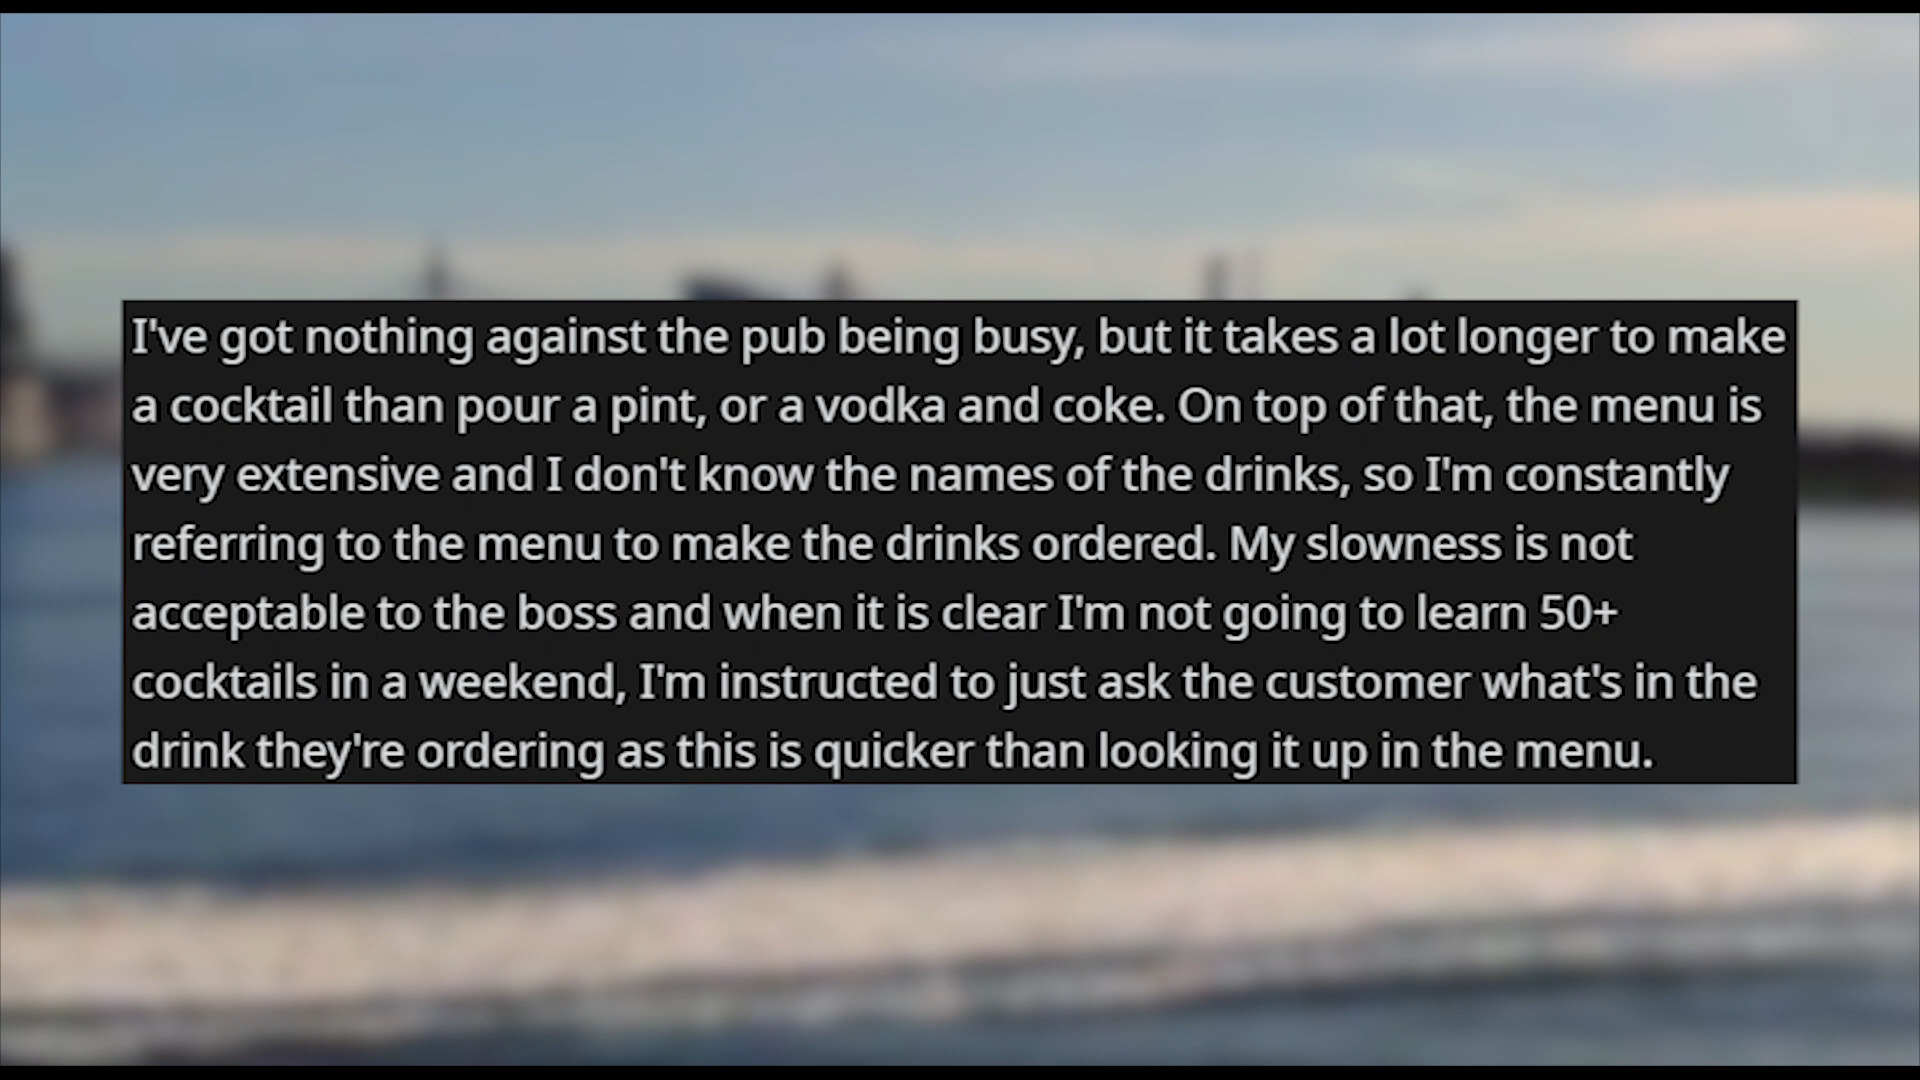 I've got nothing against the pub being busy, but it takes a lot longer to make
a cocktail than pour a pint, or a vodka and coke. On top of that, the menu is
very extensive and I don't know the names of the drinks, so I'm constantly
referring to the menu to make the drinks ordered. My slowness is not
acceptable to the boss and when it is clear I'm not going to learn 50+
cocktails in a weekend, I'm instructed to just ask the customer what's in the
drink they're ordering as this is quicker than looking it up in the menu.